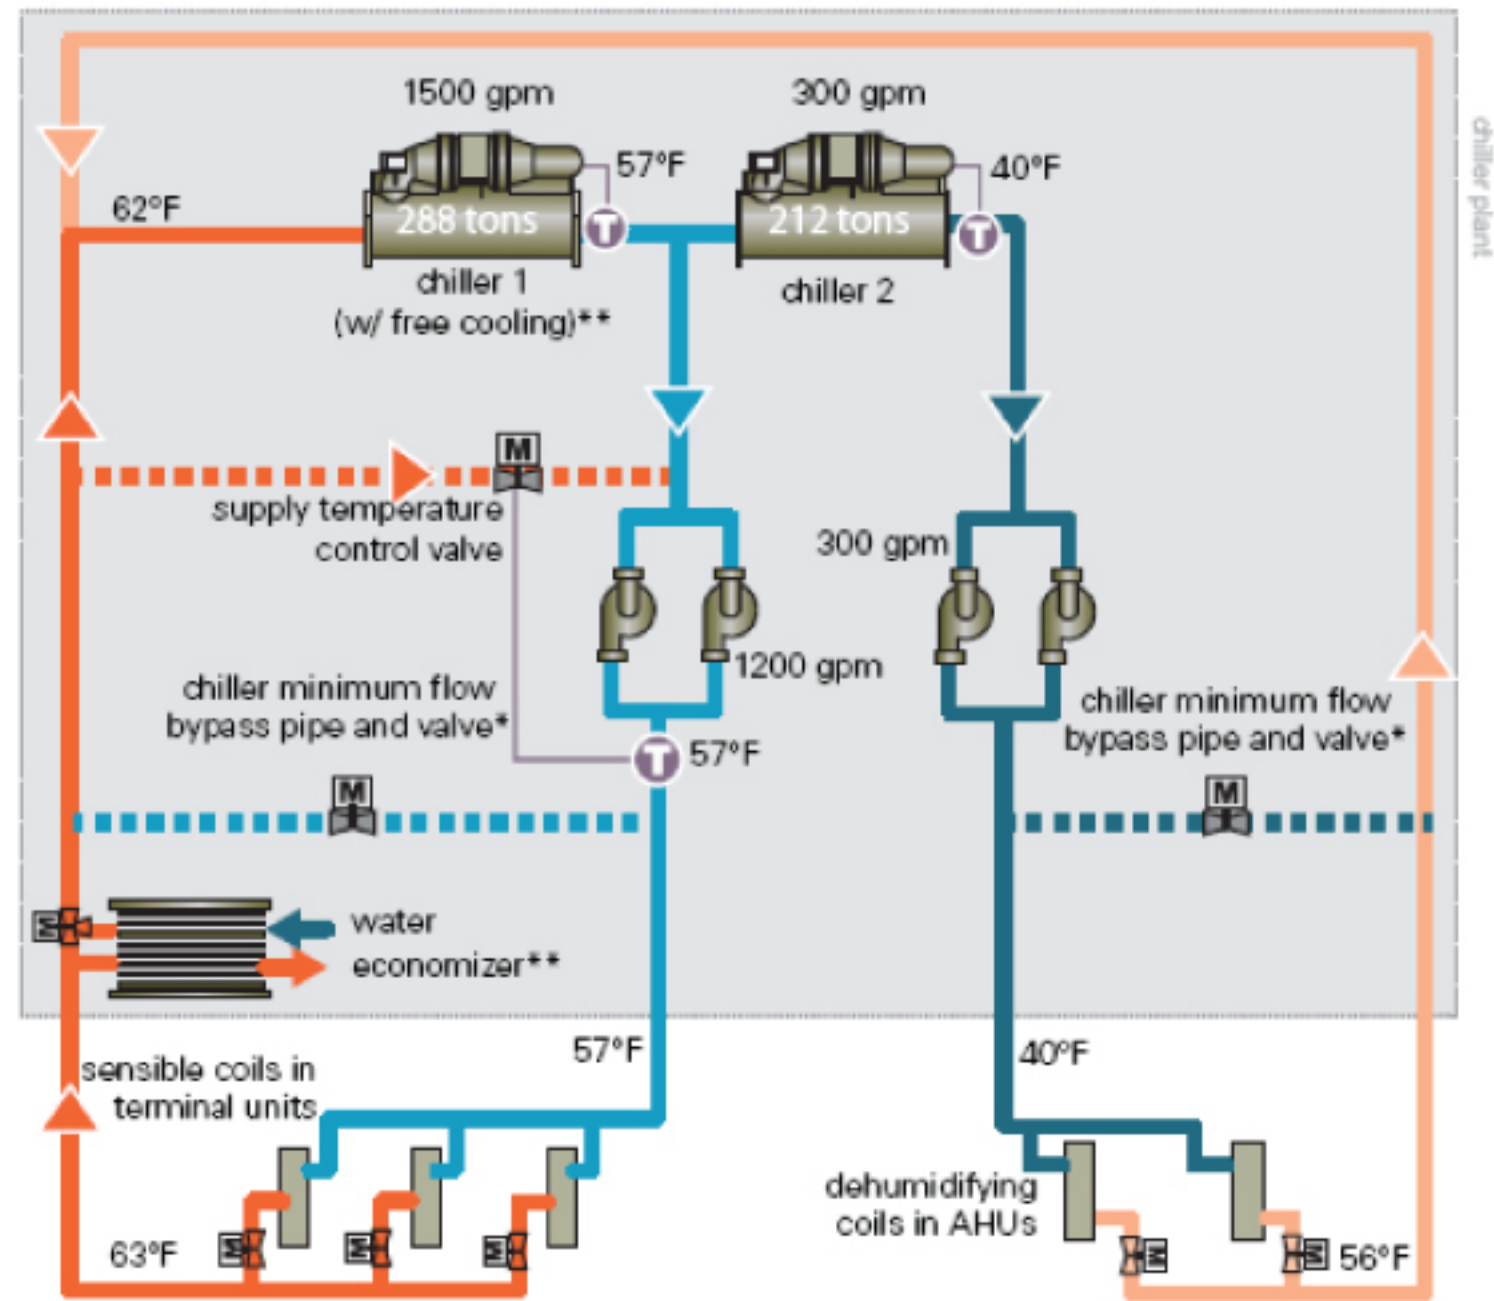 1500 gpm
300 gpm
57°F
40°F
62°F
288 tons
T
212 tons
T
chiller 1
(w/ free cooling)**
chiller 2
chiller plant
M
supply temperature
control valve
300 gpm
1200 gpm
chiller minimum flow
bypass pipe and valve*
chiller minimum flow
bypass pipe and valve*
T
57°F
M
M
M
water
economizer**
57°F
40°F
sensible coils in
terminal units
dehumidifying
coils in AHUs
63°F
M
M
M
M
M
56°F